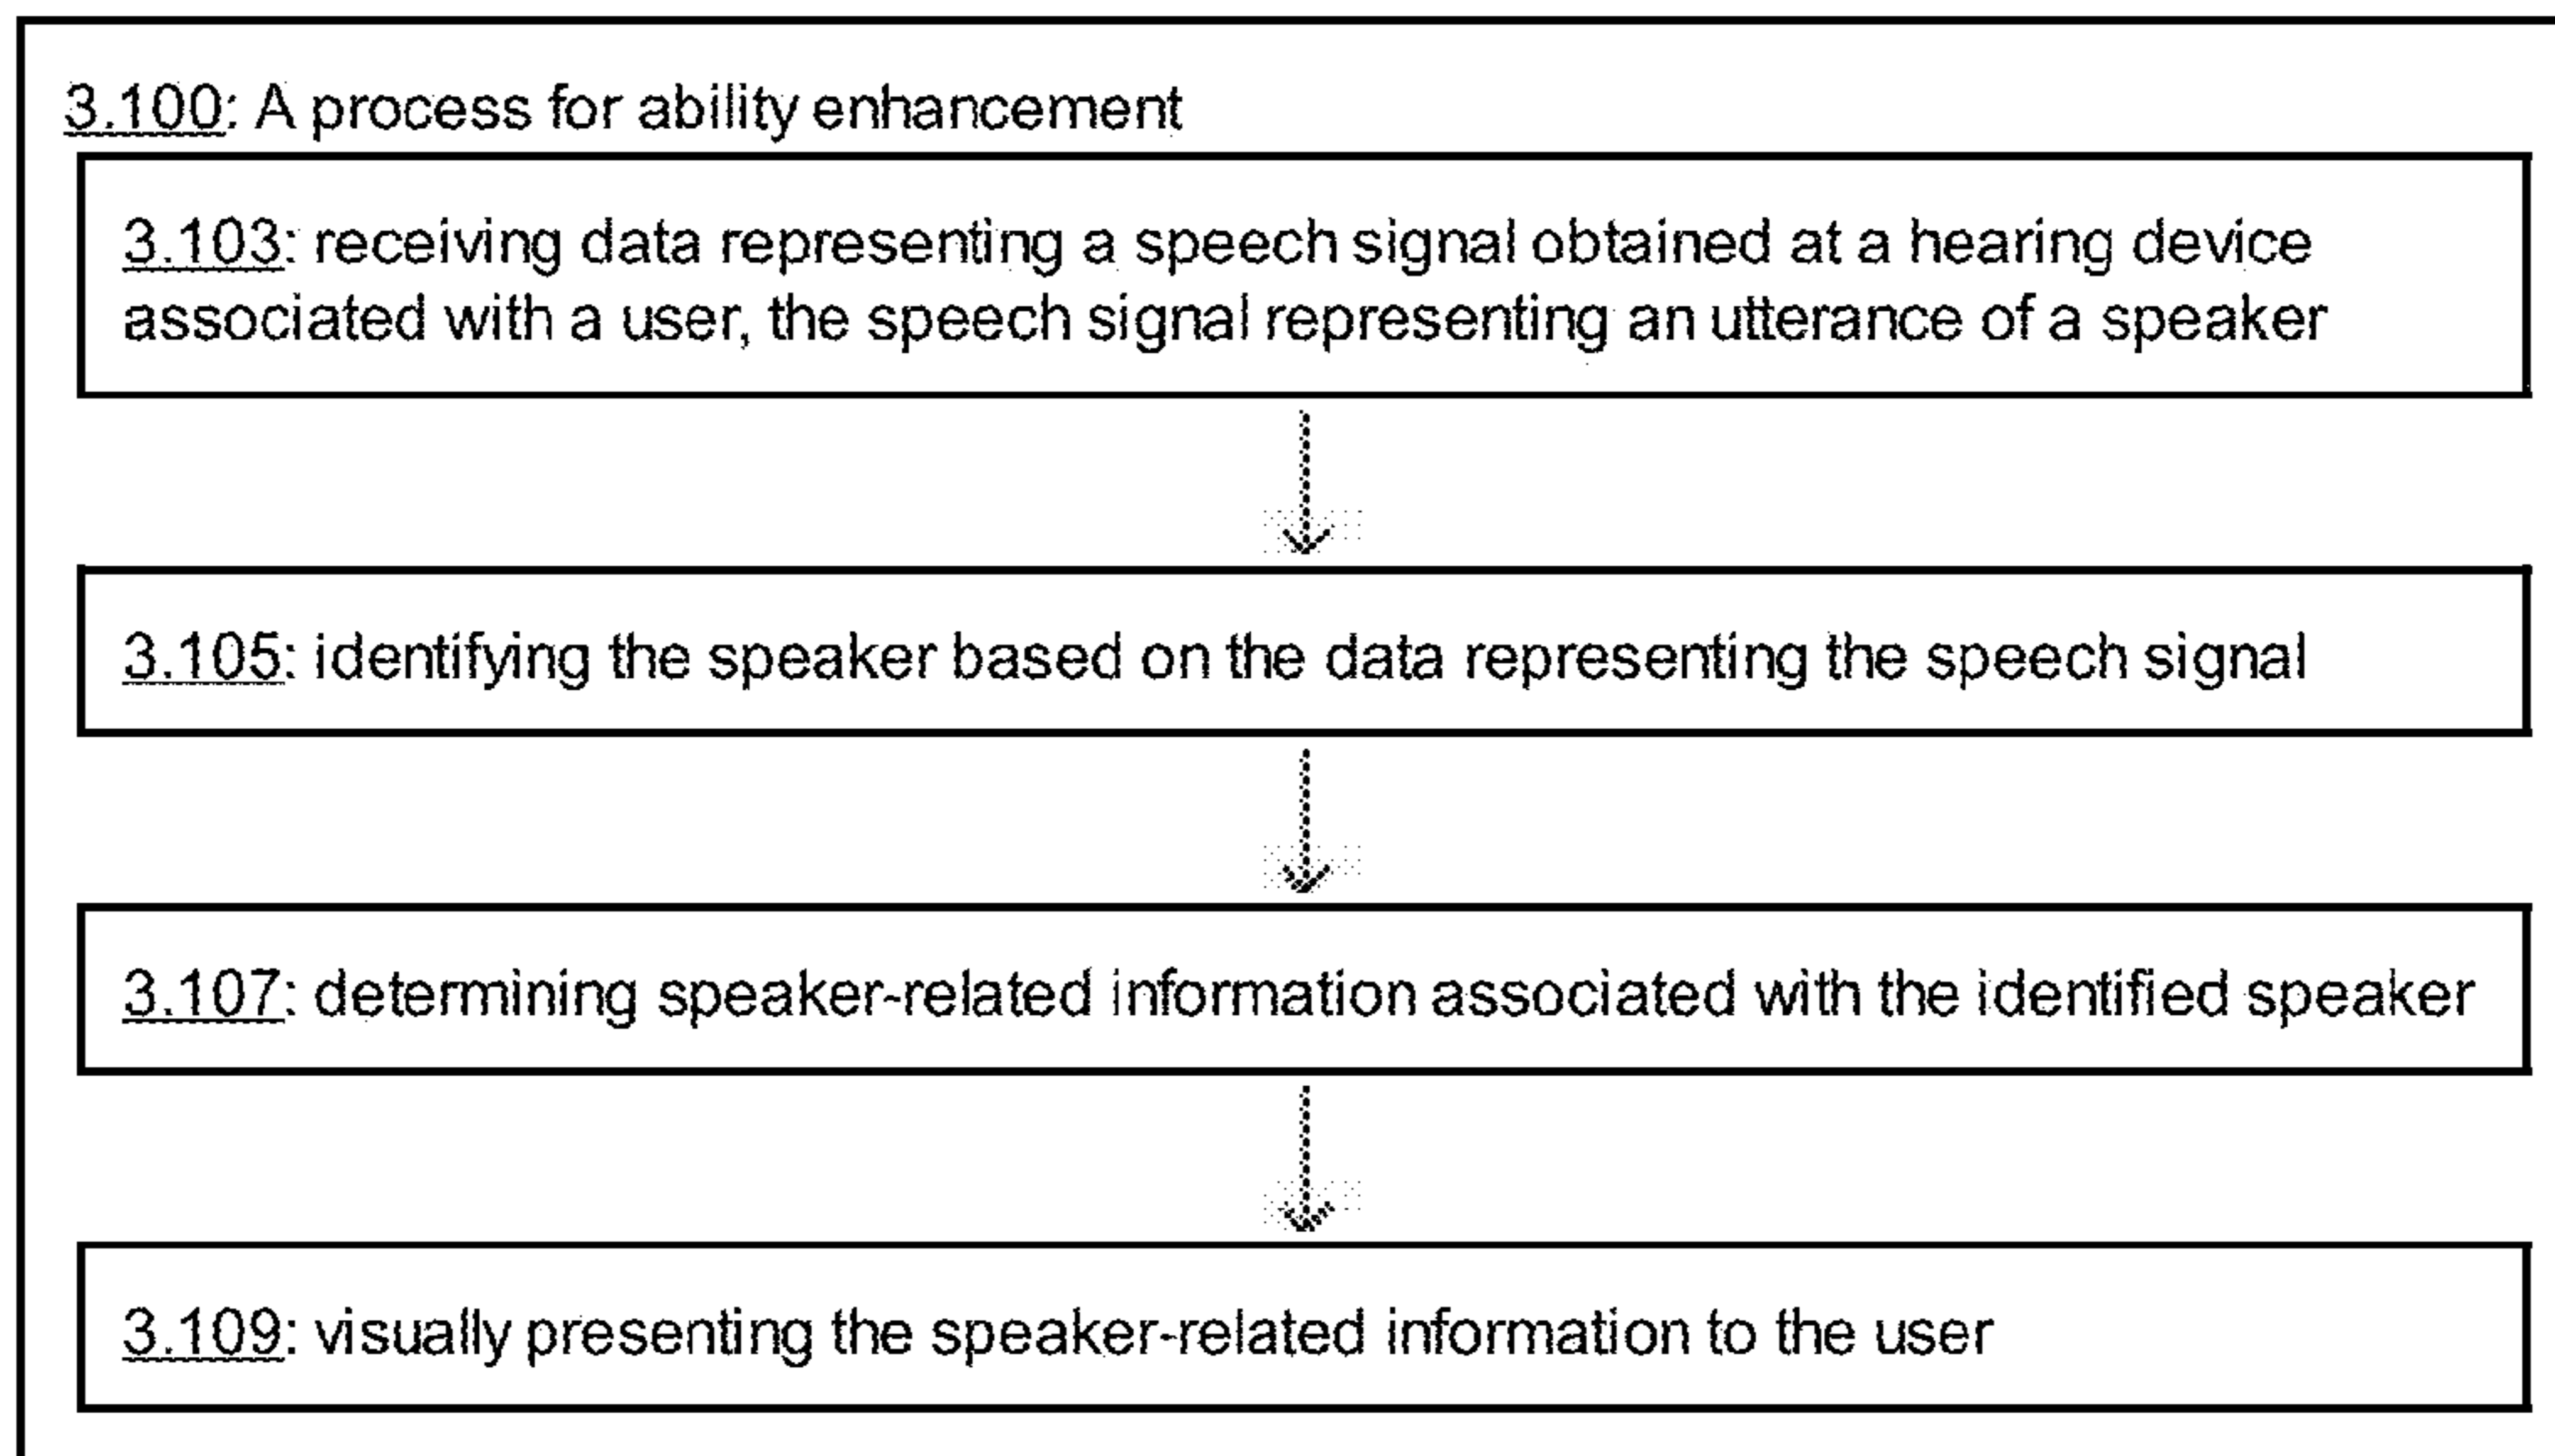 3.100: A process for ability enhancement
3.103: receiving data representing a speech signal obtained at a hearing device
associated with a user, the speech signal representing an utterance of a speaker
3.105: identifying the speaker based on the data representing the speech signal
3.107: determining speaker-related information associated with the identified speaker
3.109: visually presenting the speaker-related information to the user